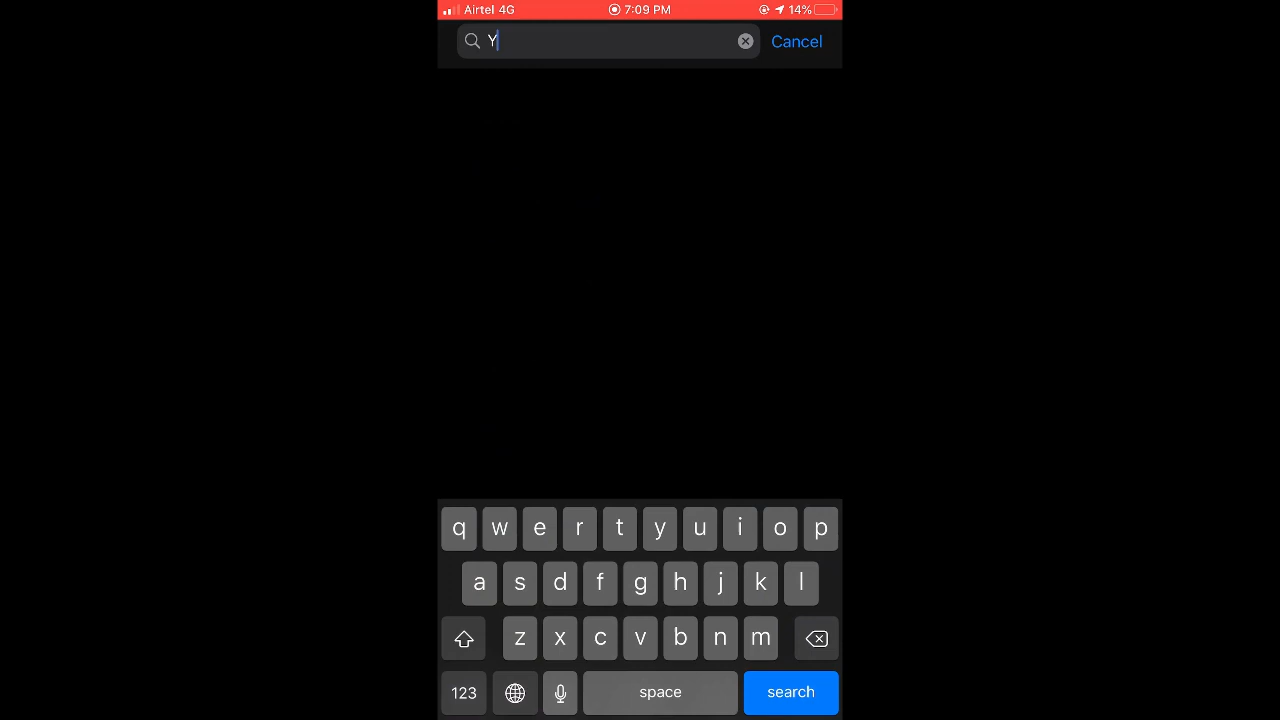 Airtel 4G 7:09 PM 14%
Y Cancel
q w e r t y u i o p
a s d f g h j k l
z x c v b n m
123 space search